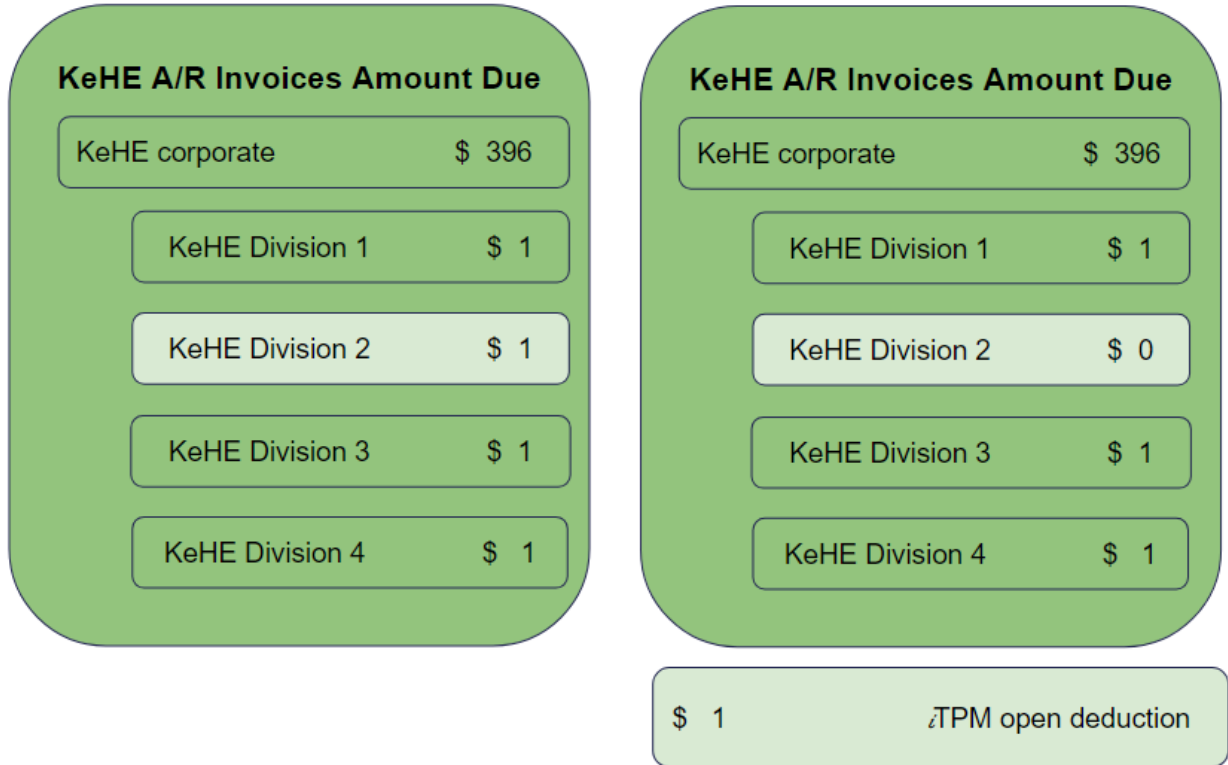 KeHE A/R Invoices Amount Due
KeHE corporate $ 396
KeHE Division 1 $ 1
KeHE Division 2 $ 1
KeHE Division 3 $ 1
KeHE Division 4 $ 1
KeHE A/R Invoices Amount Due
KeHE corporate $ 396
KeHE Division 1 $ 1
KeHE Division 2 $ 0
KeHE Division 3 $ 1
KeHE Division 4 $ 1
$ 1 iTPM open deduction